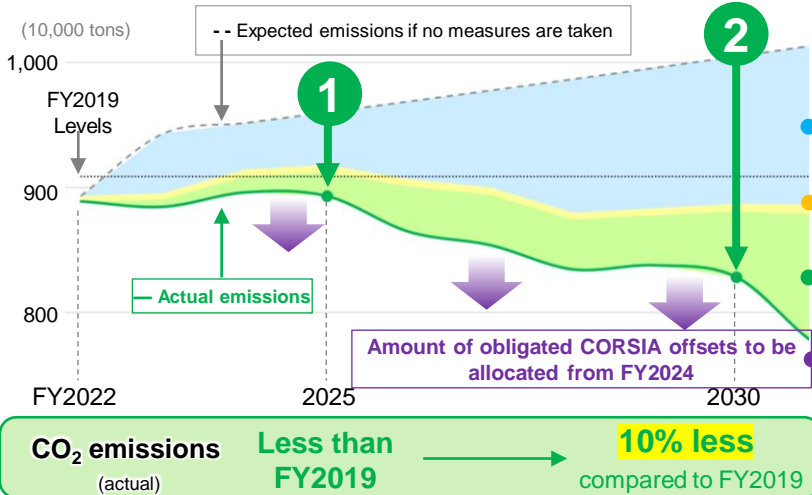 (10,000 tons)
-- Expected emissions if no measures are taken
1,000
FY2019
Levels
1
2
900
— Actual emissions
800
Amount of obligated CORSIA offsets to be
allocated from FY2024
FY2022
2025
2030
CO₂ emissions
(actual)
Less than
FY2019
10% less
compared to FY2019